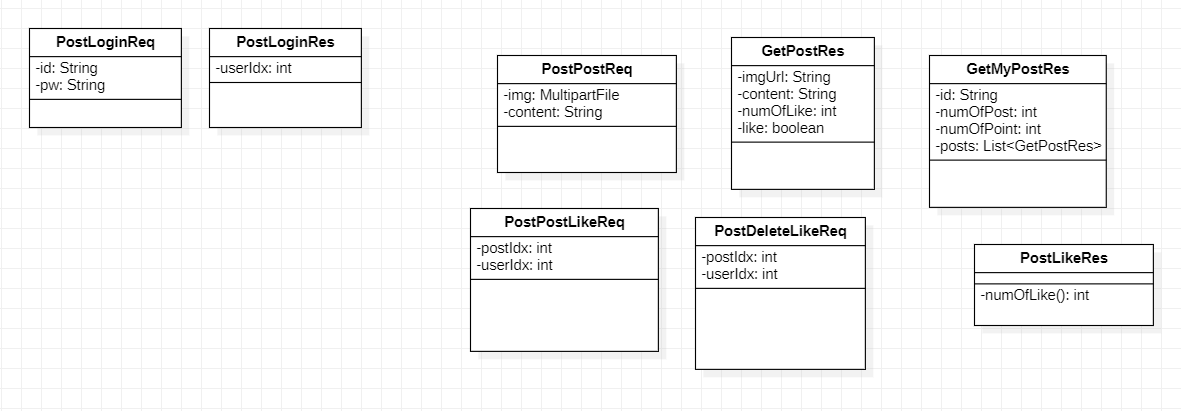 PostLoginReq
-id: String
-pw: String
PostLoginRes
-userIdx: int
PostPostReq
-img: MultipartFile
-content: String
GetPostRes
-imgUrl: String
-content: String
-numOfLike: int
-like: boolean
GetMyPostRes
-id: String
-numOfPost: int
-numOfPoint: int
-posts: List<GetPostRes>
PostPostLikeReq
-postIdx: int
-userIdx: int
PostDeleteLikeReq
-postIdx: int
-userIdx: int
PostLikeRes
-numOfLike(): int